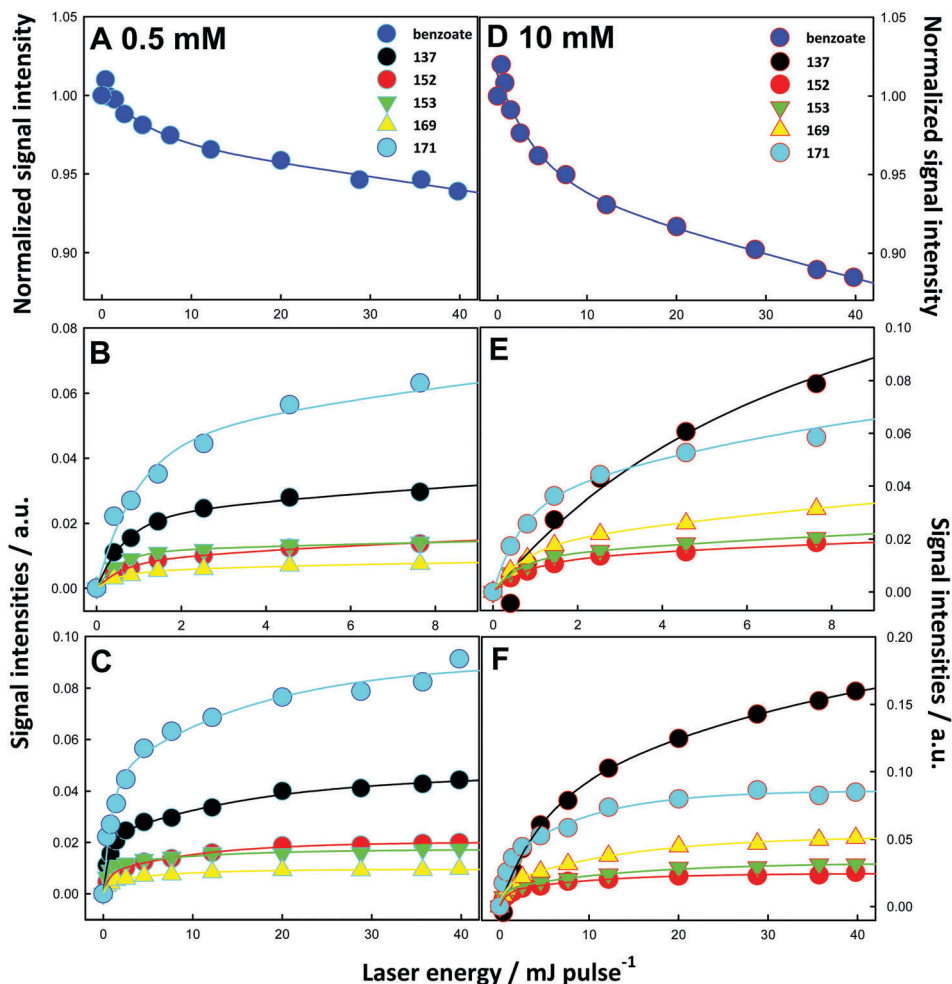 A 0.5 mM
benzoate
137
152
153
169
171
1.05
1.00
0.95
0.90
0 10 20 30 40
Normalized signal intensity
D 10 mM
benzoate
137
152
153
169
171
1.05
1.00
0.95
0.90
0 10 20 30 40
Normalized signal intensity
B
0.08
0.06
0.04
0.02
0.00
0 2 4 6 8
E
0.10
0.08
0.06
0.04
0.02
0.00
0 2 4 6 8
C
0.10
0.08
0.06
0.04
0.02
0.00
0 10 20 30 40
Signal intensities / a.u.
F
0.20
0.15
0.10
0.05
0.00
0 10 20 30 40
Signal intensities / a.u.
Laser energy / mJ pulse⁻¹